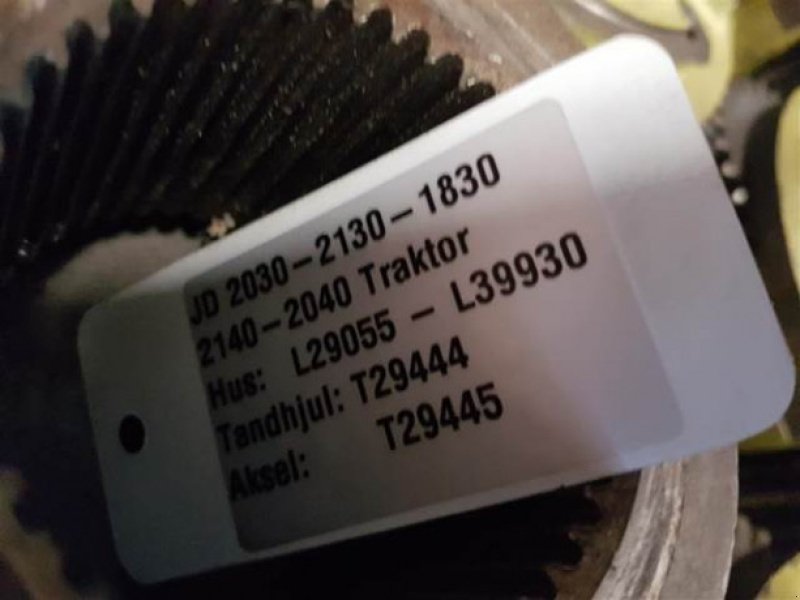 JD 2030-2130-1830
2140-2040 Traktor
Hus: L29055 - L39930
Tandhjul: T29444
Aksel: T29445